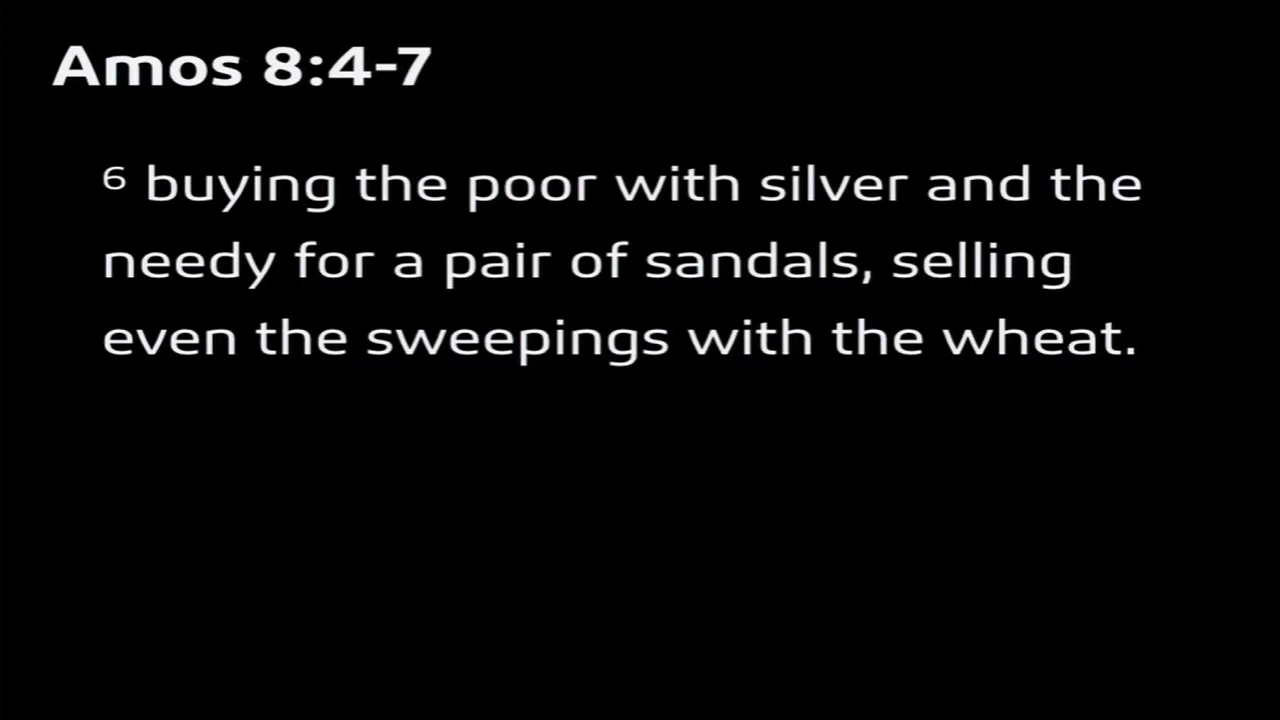 Amos 8:4-7
6 buying the poor with silver and the
needy for a pair of sandals, selling
even the sweepings with the wheat.